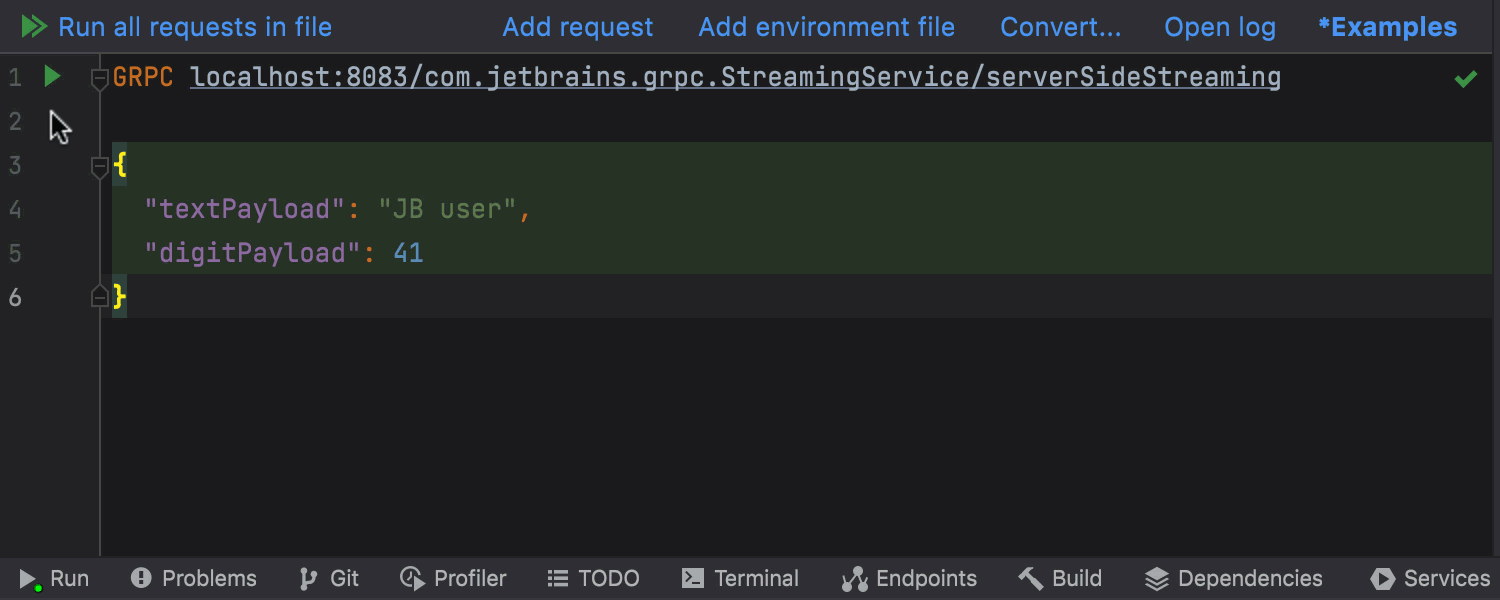 Run all requests in file Add request Add environment file Convert... Open log *Examples
1 GRPC localhost:8083/com.jetbrains.grpc.StreamingService/serverSideStreaming
2
3 {
4 "textPayload": "JB user",
5 "digitPayload": 41
6 }
Run Problems Git Profiler TODO Terminal Endpoints Build Dependencies Services